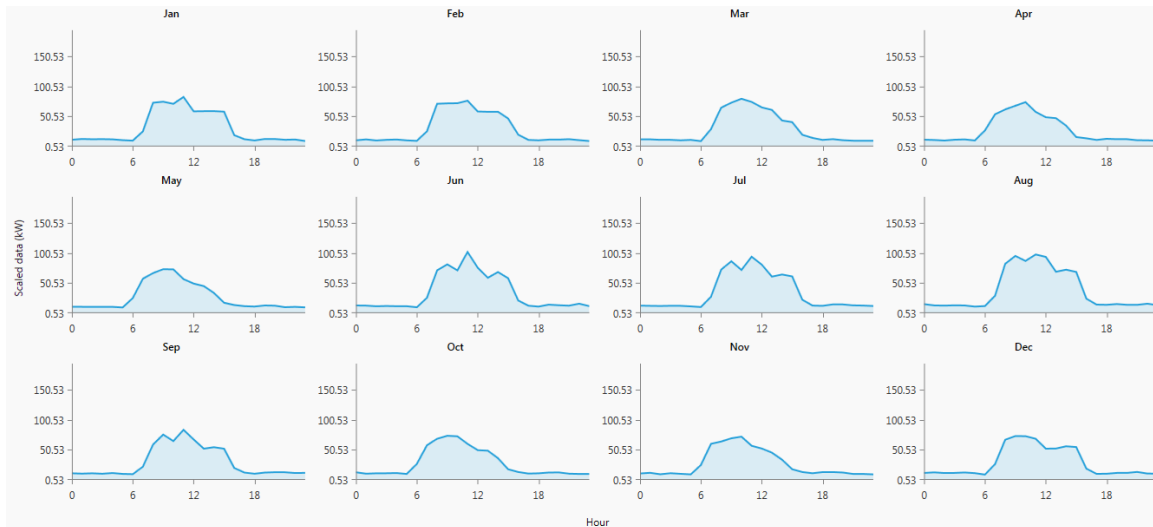 Jan Feb Mar Apr
150.53 150.53 150.53 150.53
100.53 100.53 100.53 100.53
50.53 50.53 50.53 50.53
0.53 0.53 0.53 0.53
0 6 12 18 0 6 12 18 0 6 12 18 0 6 12 18
May Jun Jul Aug
Scaled data (kW)
150.53 150.53 150.53 150.53
100.53 100.53 100.53 100.53
50.53 50.53 50.53 50.53
0.53 0.53 0.53 0.53
0 6 12 18 0 6 12 18 0 6 12 18 0 6 12 18
Sep Oct Nov Dec
150.53 150.53 150.53 150.53
100.53 100.53 100.53 100.53
50.53 50.53 50.53 50.53
0.53 0.53 0.53 0.53
0 6 12 18 0 6 12 18 0 6 12 18 0 6 12 18
Hour